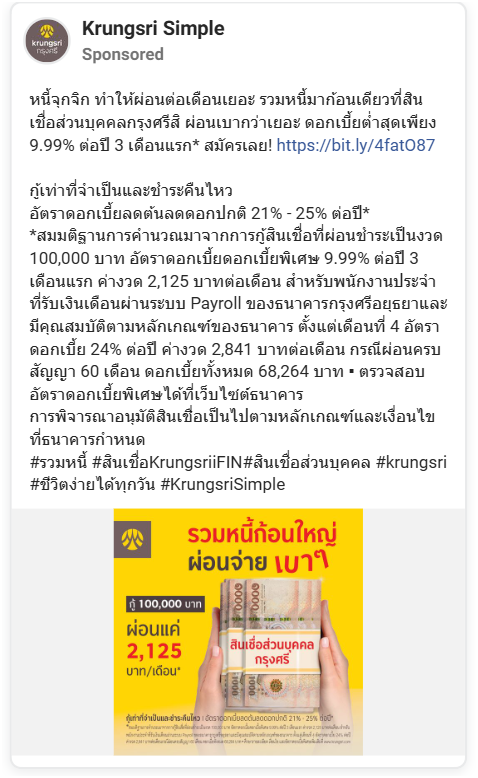 Krungsri Simple
Sponsored
krungsri
กรุงศรี
หนี้จุกจิก ทำให้ผ่อนต่อเดือนเยอะ รวมหนี้มาก้อนเดียวที่สิน
เชื่อส่วนบุคคลกรุงศรีสิ ผ่อนเบากว่าเยอะ ดอกเบี้ยต่ำสุดเพียง
9.99% ต่อปี 3 เดือนแรก* สมัครเลย! https://bit.ly/4fatO87
กู้เท่าที่จำเป็นและชำระคืนไหว
อัตราดอกเบี้ยลดต้นลดดอกปกติ 21% - 25% ต่อปี*
*สมมติฐานการคำนวณมาจากการกู้สินเชื่อที่ผ่อนชำระเป็นงวด
100,000 บาท อัตราดอกเบี้ยดอกเบี้ยพิเศษ 9.99% ต่อปี 3
เดือนแรก ค่างวด 2,125 บาทต่อเดือน สำหรับพนักงานประจำ
ที่รับเงินเดือนผ่านระบบ Payroll ของธนาคารกรุงศรีอยุธยาและ
มีคุณสมบัติตามหลักเกณฑ์ของธนาคาร ตั้งแต่เดือนที่ 4 อัตรา
ดอกเบี้ย 24% ต่อปี ค่างวด 2,841 บาทต่อเดือน กรณีผ่อนครบ
สัญญา 60 เดือน ดอกเบี้ยทั้งหมด 68,264 บาท ▪ ตรวจสอบ
อัตราดอกเบี้ยพิเศษได้ที่เว็บไซต์ธนาคาร
การพิจารณาอนุมัติสินเชื่อเป็นไปตามหลักเกณฑ์และเงื่อนไข
ที่ธนาคารกำหนด
#รวมหนี้ #สินเชื่อKrungsriiFIN#สินเชื่อส่วนบุคคล #krungsri
#ชีวิตง่ายได้ทุกวัน #KrungsriSimple
รวมหนี้ก้อนใหญ่
ผ่อนจ่าย เบาๆ
กู้ 100,000 บาท
ผ่อนแค่
2,125
บาท/เดือน*
สินเชื่อส่วนบุคคล
กรุงศรี
กู้เท่าที่จำเป็นและชำระคืนไหว | อัตราดอกเบี้ยลดต้นลดดอกปกติ 21% - 25% ต่อปี*